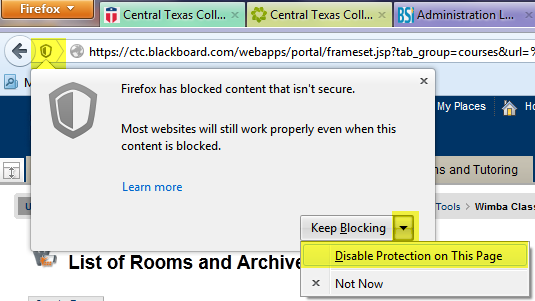 Firefox
Central Texas Coll...
Central Texas Coll...
BSI Administration L
https://ctc.blackboard.com/webapps/portal/frameset.jsp?tab_group=courses&url=%
Firefox has blocked content that isn't secure.
Most websites will still work properly even when this
content is blocked.
Learn more
My Places
H
ns and Tutoring
Tools > Wimba Class
Keep Blocking
Disable Protection on This Page
Not Now
List of Rooms and Archive